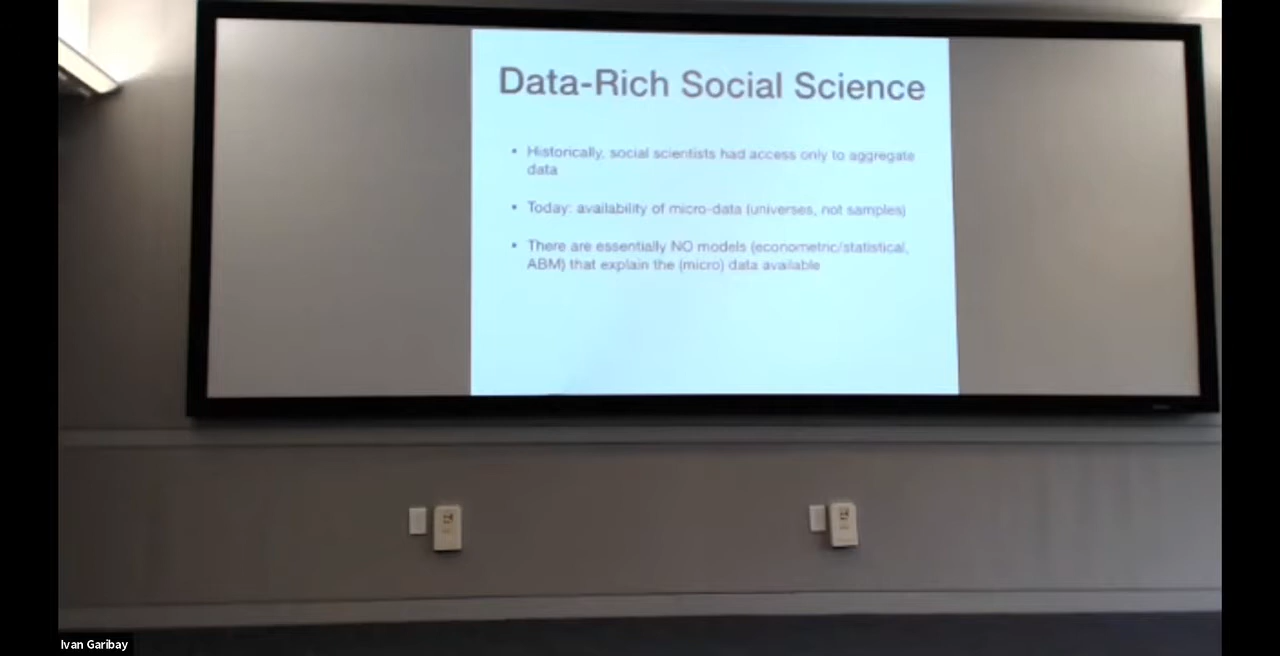 Data-Rich Social Science
• Historically, social scientists had access only to aggregate
data
• Today: availability of micro-data (universes, not samples)
• There are essentially NO models (econometric/statistical,
ABM) that explain the (micro) data available
Ivan Garibay